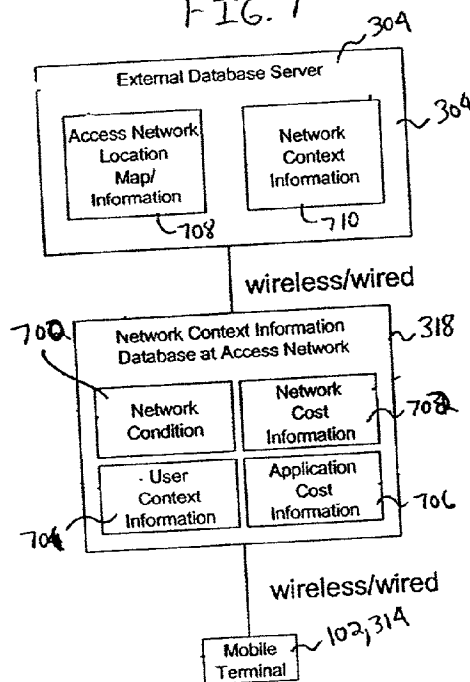 FIG. 7
304
External Database Server
Access Network
Location
Map/
Information
Network
Context
Information
304
708
710
wireless/wired
700
Network Context Information
Database at Access Network
318
Network
Condition
Network
Cost
Information
702
User
Context
Information
Application
Cost
Information
704
706
wireless/wired
Mobile
Terminal
102,314